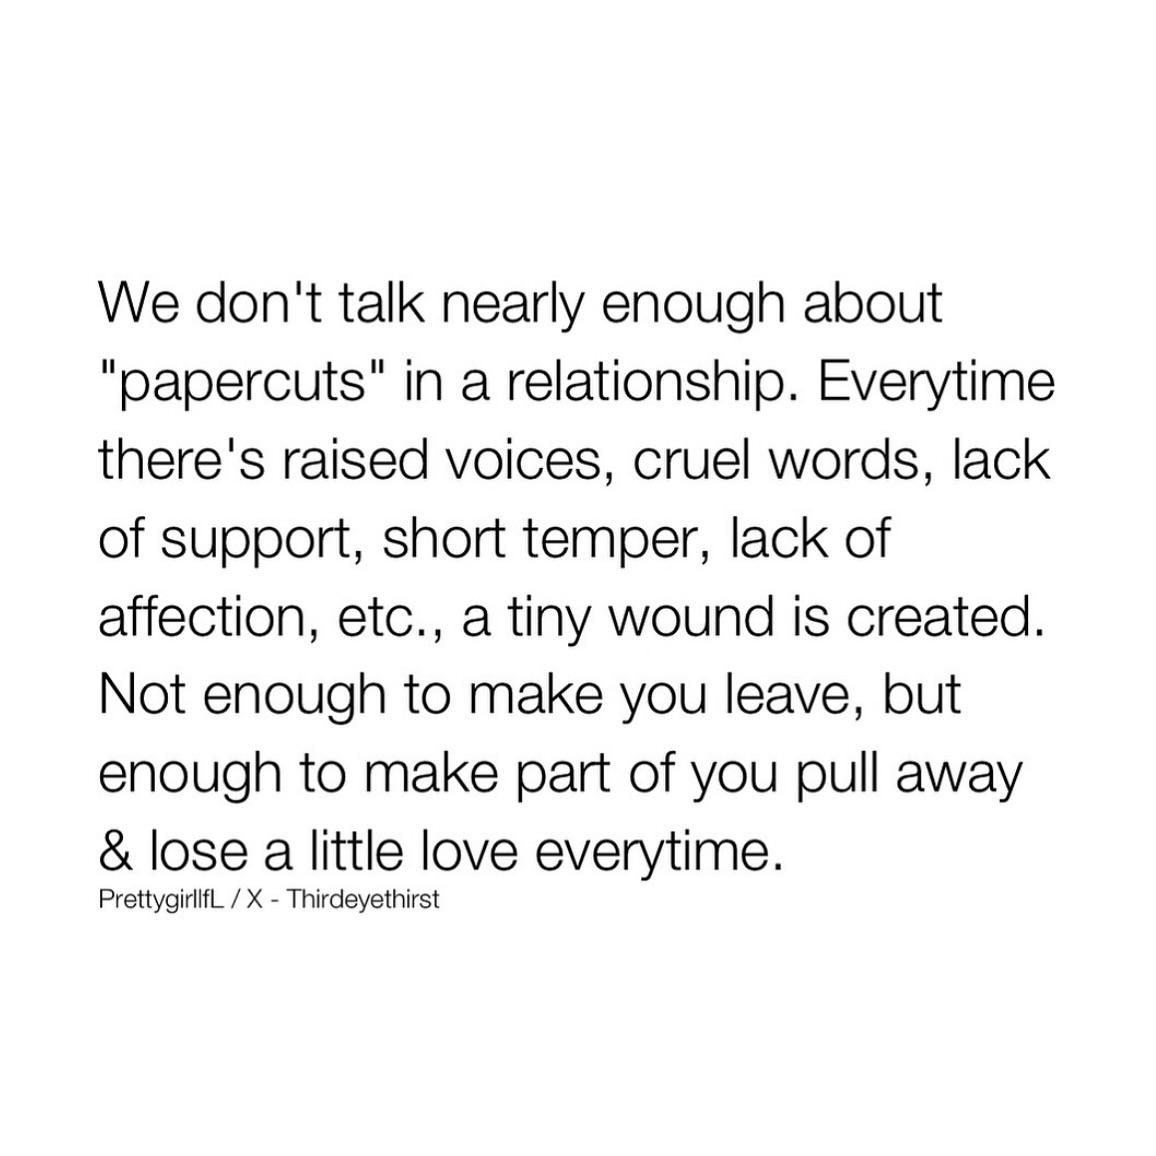 We don't talk nearly enough about
"papercuts" in a relationship. Everytime
there's raised voices, cruel words, lack
of support, short temper, lack of
affection, etc., a tiny wound is created.
Not enough to make you leave, but
enough to make part of you pull away
& lose a little love everytime.
PrettygirllfL / X - Thirdeyethirst